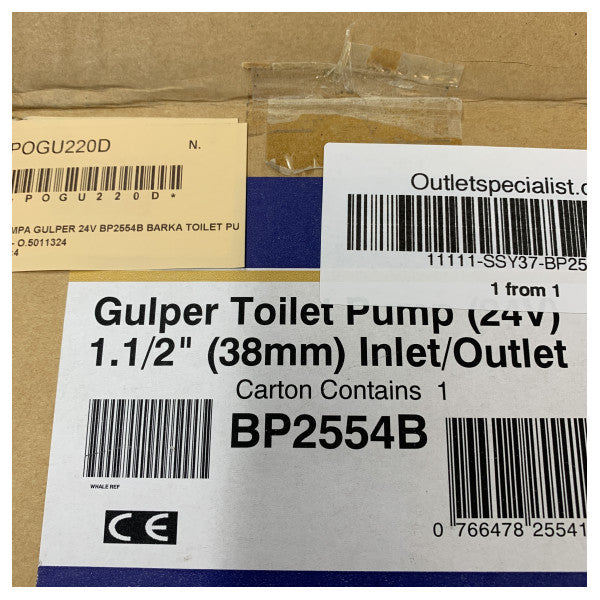 POGU220D N.
POGU220D*
MPA GULPER 24V BP2554B BARKA TOILET PU
- O.5011324
4
Outletspecialist.c
11111-SSY37-BP25
1 from 1
Gulper Toilet Pump (24V)
1.1/2" (38mm) Inlet/Outlet
Carton Contains 1
BP2554B
WHALE REF
CE
0 766478 25541